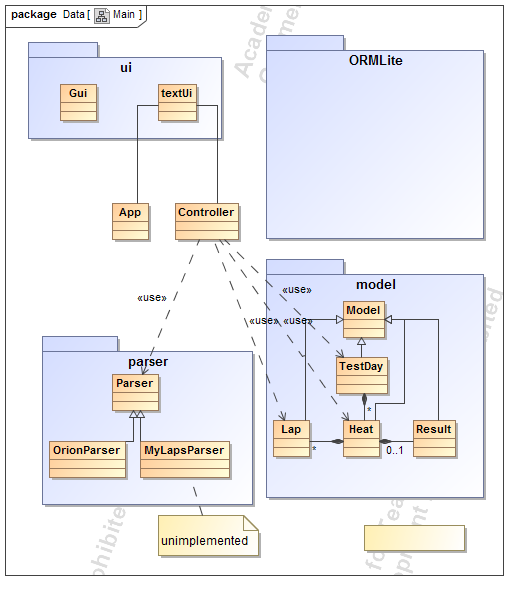 package Data [ Main ]
ui
Gui
textUi
ORMLite
App
Controller
«use»
«use»
«use»
«use»
model
Model
TestDay
*
Lap
Heat
Result
*
0..1
parser
Parser
OrionParser
MyLapsParser
unimplemented